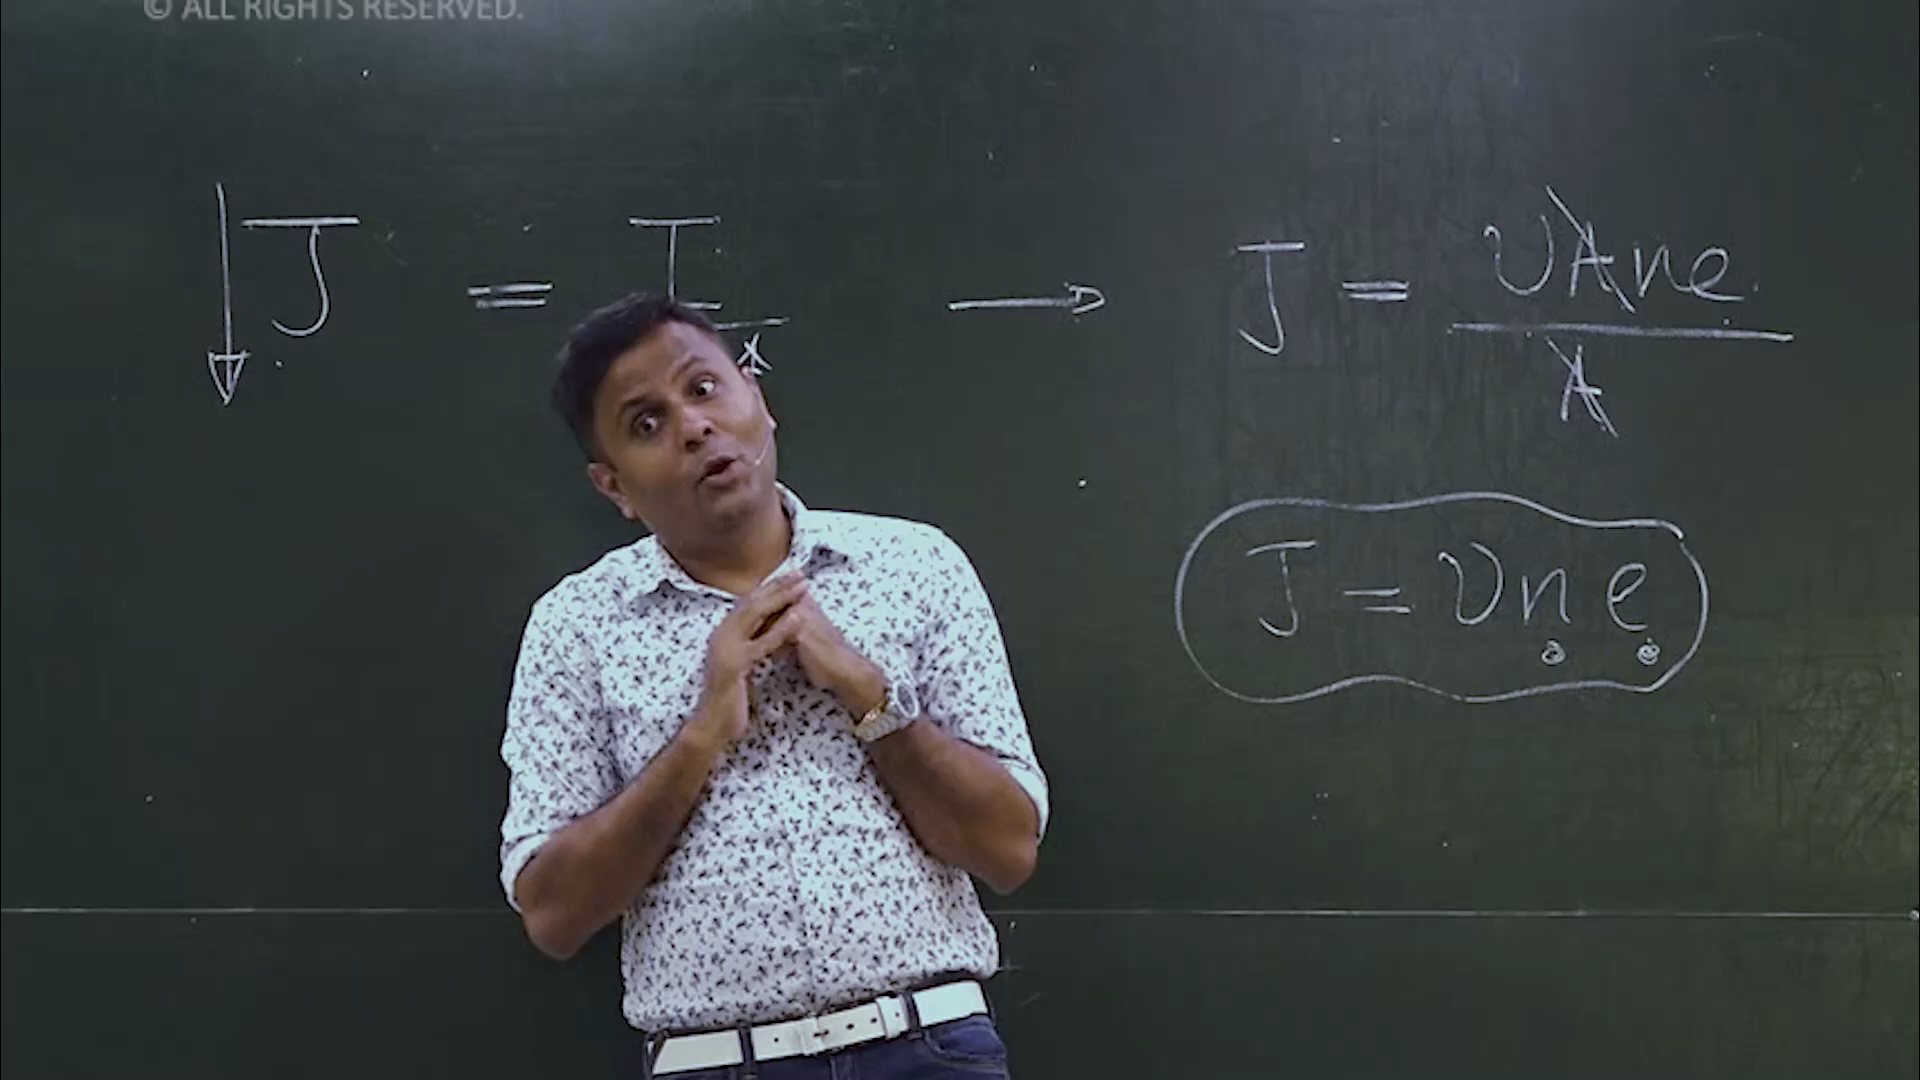 © ALL RIGHTS RESERVED.
J = I → J = vAne / A
J = vne